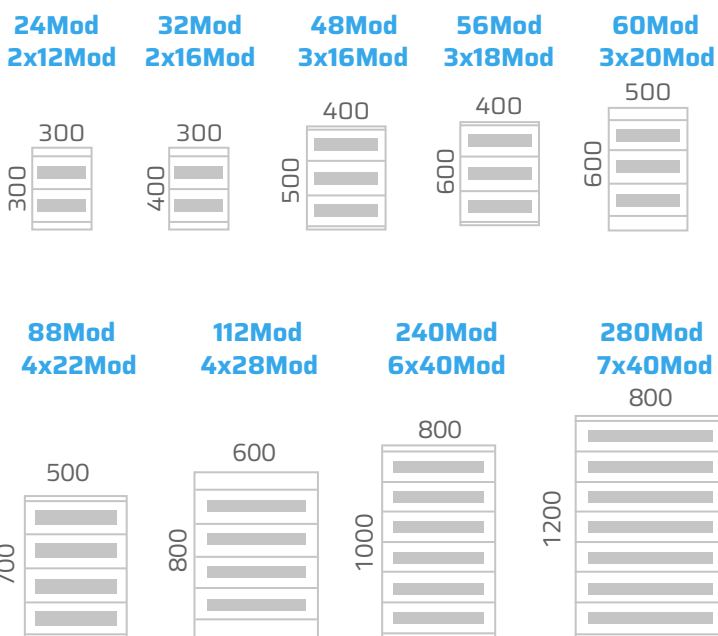 24Mod 32Mod 48Mod 56Mod 60Mod
2x12Mod 2x16Mod 3x16Mod 3x18Mod 3x20Mod
300 300 400 400 500
300 400 500 600 600
88Mod 112Mod 240Mod 280Mod
4x22Mod 4x28Mod 6x40Mod 7x40Mod
500 600 800 800
700 800 1000 1200